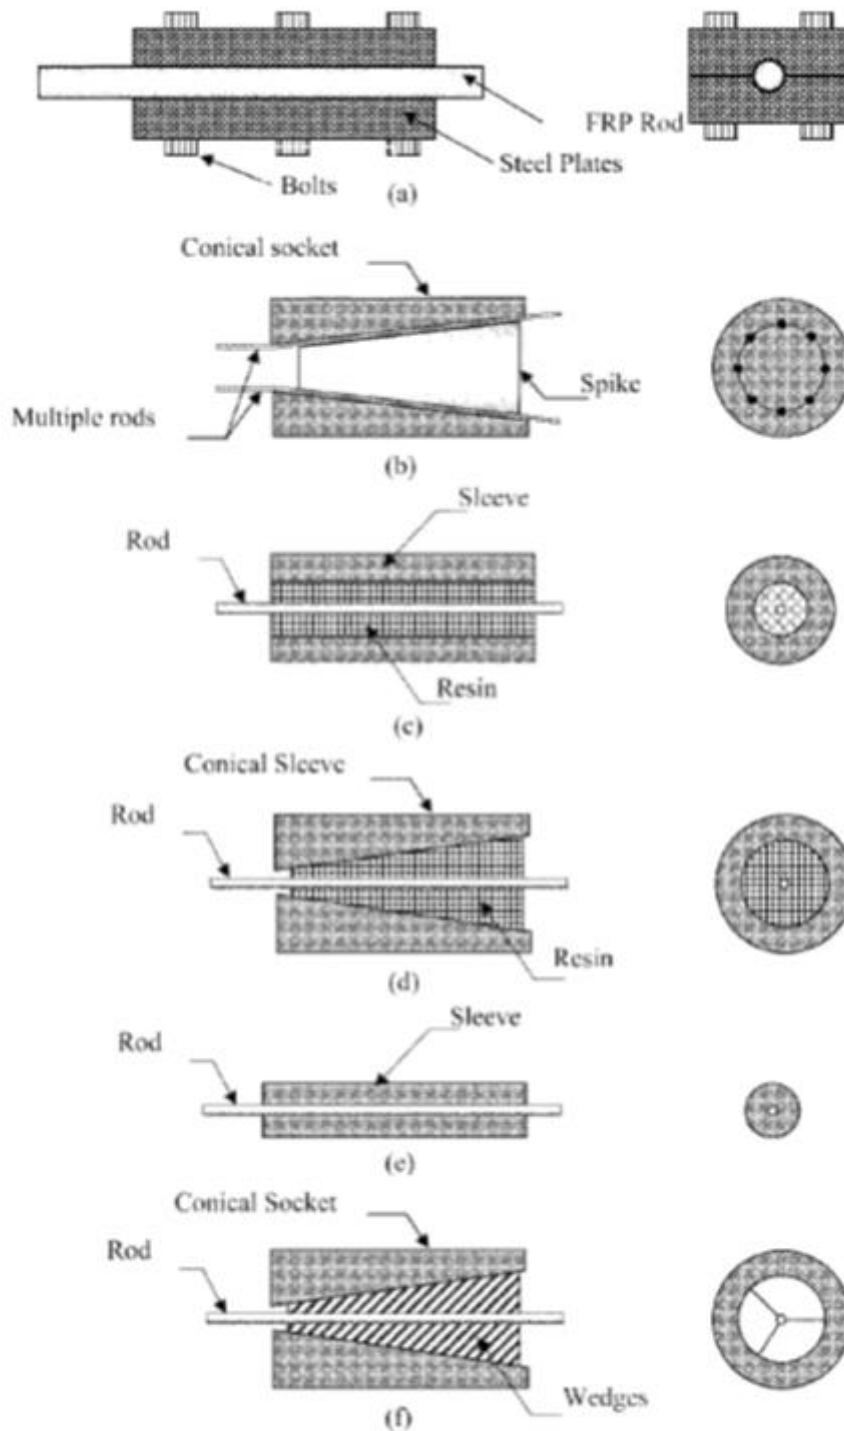 FRP Rod
Steel Plates
Bolts
(a)
Conical socket
Spike
Multiple rods
(b)
Sleeve
Rod
Resin
(c)
Conical Sleeve
Rod
Resin
(d)
Sleeve
Rod
(e)
Conical Socket
Rod
Wedges
(f)